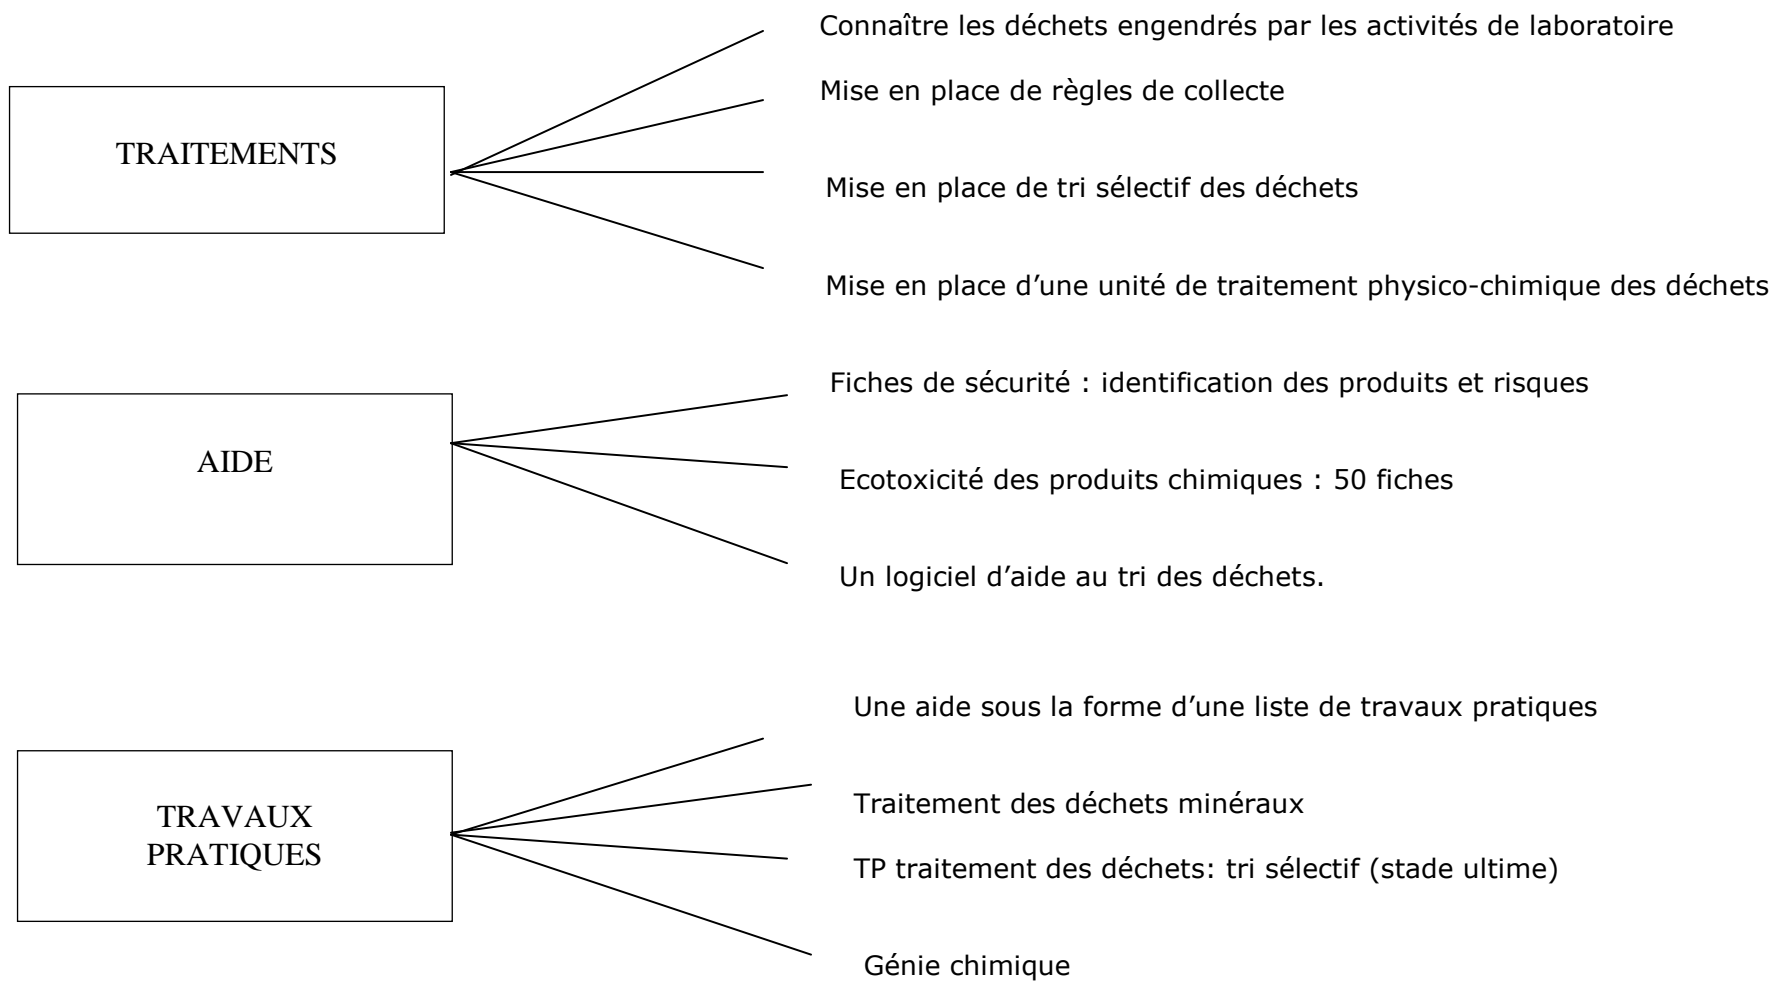 TRAITEMENTS
Connaître les déchets engendrés par les activités de laboratoire
Mise en place de règles de collecte
Mise en place de tri sélectif des déchets
Mise en place d’une unité de traitement physico-chimique des déchets
AIDE
Fiches de sécurité : identification des produits et risques
Ecotoxicité des produits chimiques : 50 fiches
Un logiciel d’aide au tri des déchets.
TRAVAUX
PRATIQUES
Une aide sous la forme d’une liste de travaux pratiques
Traitement des déchets minéraux
TP traitement des déchets: tri sélectif (stade ultime)
Génie chimique